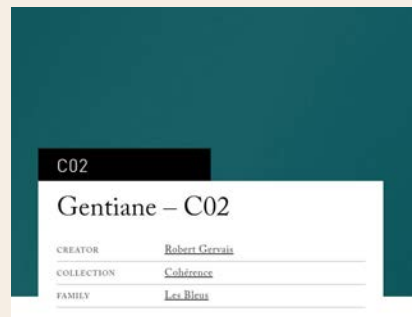 C02
Gentiane – C02
CREATOR Robert Gervais
COLLECTION Cohérence
FAMILY Les Bleus